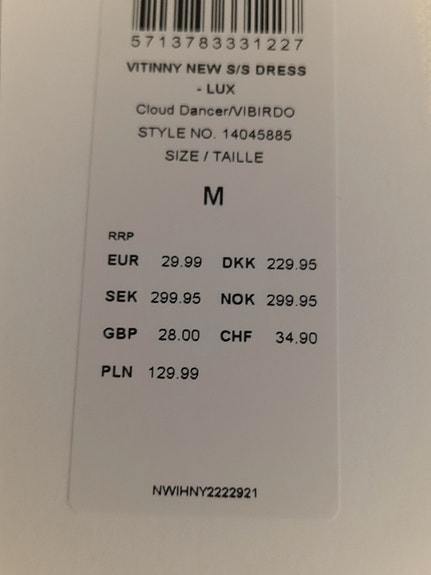 5713783331227
VITINNY NEW S/S DRESS
- LUX
Cloud Dancer/VIBIRDO
STYLE NO. 14045885
SIZE / TAILLE
M
RRP
EUR 29.99 DKK 229.95
SEK 299.95 NOK 299.95
GBP 28.00 CHF 34.90
PLN 129.99
NWIHNY2222921